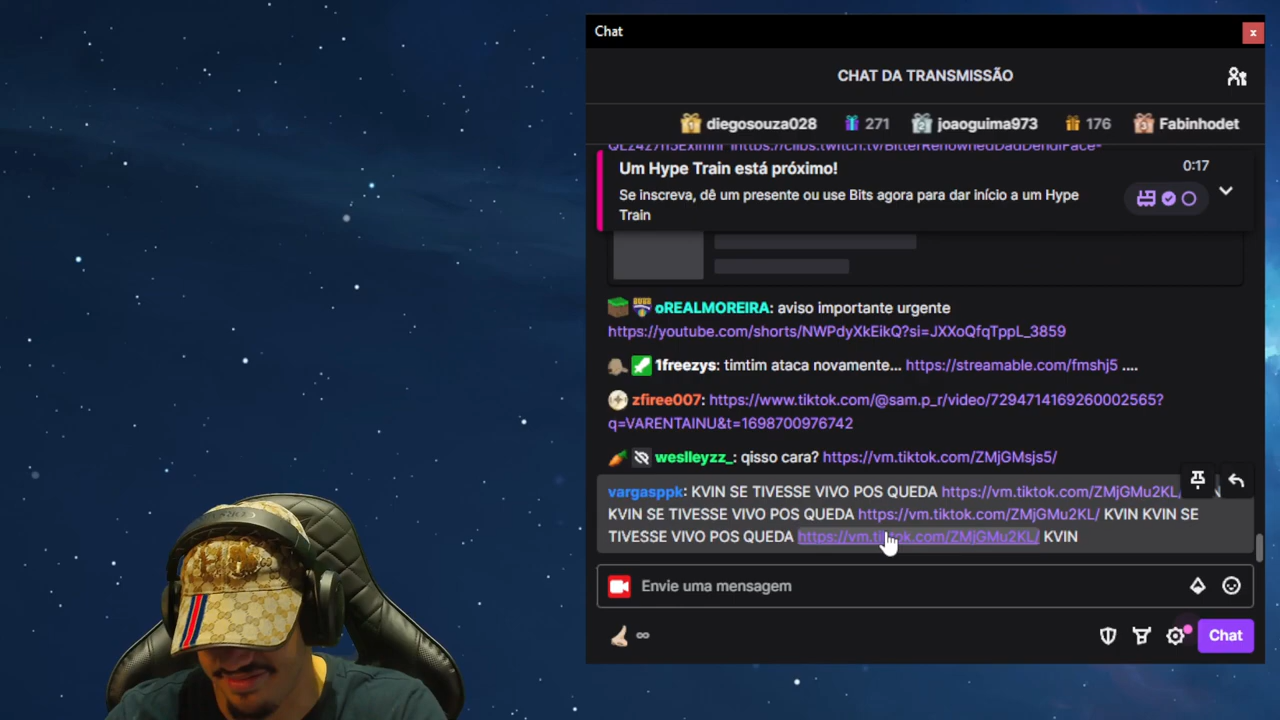 Chat
x
CHAT DA TRANSMISSÃO
diegosouza028 271 joaoguima973 176 Fabinhodet
Um Hype Train está próximo! 0:17
Se inscreva, dê um presente ou use Bits agora para dar início a um Hype
Train
oREALMOREIRA: aviso importante urgente
https://youtube.com/shorts/NWPdyXkEikQ?si=JXXoQfqTppL_3859
1freezys: timtim ataca novamente... https://streamable.com/fmshj5 ....
zfiree007: https://www.tiktok.com/@sam.p_r/video/7294714169260002565?
q=VARENTAINU&t=1698700976742
weslleyzz_: qisso cara? https://vm.tiktok.com/ZMjGMsjs5/
vargasppk: KVIN SE TIVESSE VIVO POS QUEDA https://vm.tiktok.com/ZMjGMu2KL/
KVIN SE TIVESSE VIVO POS QUEDA https://vm.tiktok.com/ZMjGMu2KL/ KVIN KVIN SE
TIVESSE VIVO POS QUEDA https://vm.tiktok.com/ZMjGMu2KL/ KVIN
Envie uma mensagem
∞ Chat